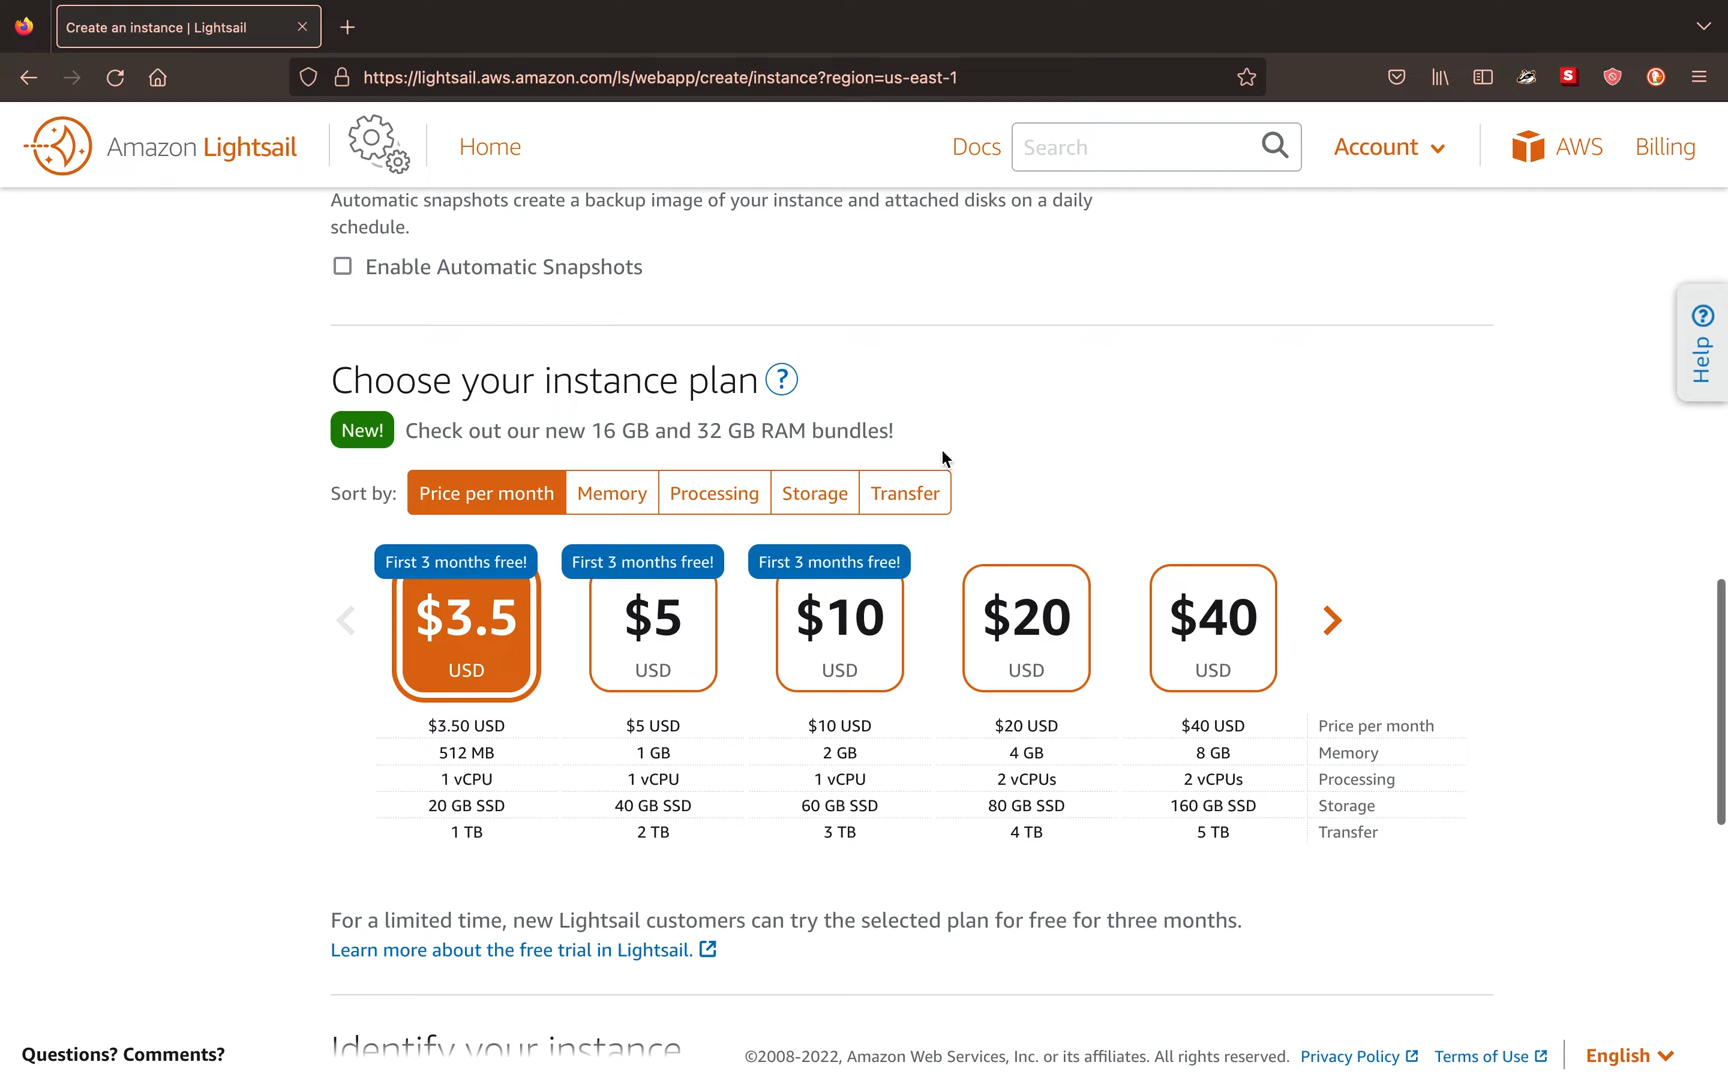 Create an instance | Lightsail
https://lightsail.aws.amazon.com/ls/webapp/create/instance?region=us-east-1
Amazon Lightsail
Home
Docs
Search
Account
AWS
Billing
Automatic snapshots create a backup image of your instance and attached disks on a daily
schedule.
Enable Automatic Snapshots
Help
Choose your instance plan ?
New! Check out our new 16 GB and 32 GB RAM bundles!
Sort by: Price per month Memory Processing Storage Transfer
First 3 months free! First 3 months free! First 3 months free!
$3.5 $5 $10 $20 $40
USD USD USD USD USD
$3.50 USD $5 USD $10 USD $20 USD $40 USD Price per month
512 MB 1 GB 2 GB 4 GB 8 GB Memory
1 vCPU 1 vCPU 1 vCPU 2 vCPUs 2 vCPUs Processing
20 GB SSD 40 GB SSD 60 GB SSD 80 GB SSD 160 GB SSD Storage
1 TB 2 TB 3 TB 4 TB 5 TB Transfer
For a limited time, new Lightsail customers can try the selected plan for free for three months.
Learn more about the free trial in Lightsail.
Identify your instance
Questions? Comments?
©2008-2022, Amazon Web Services, Inc. or its affiliates. All rights reserved. Privacy Policy Terms of Use
English